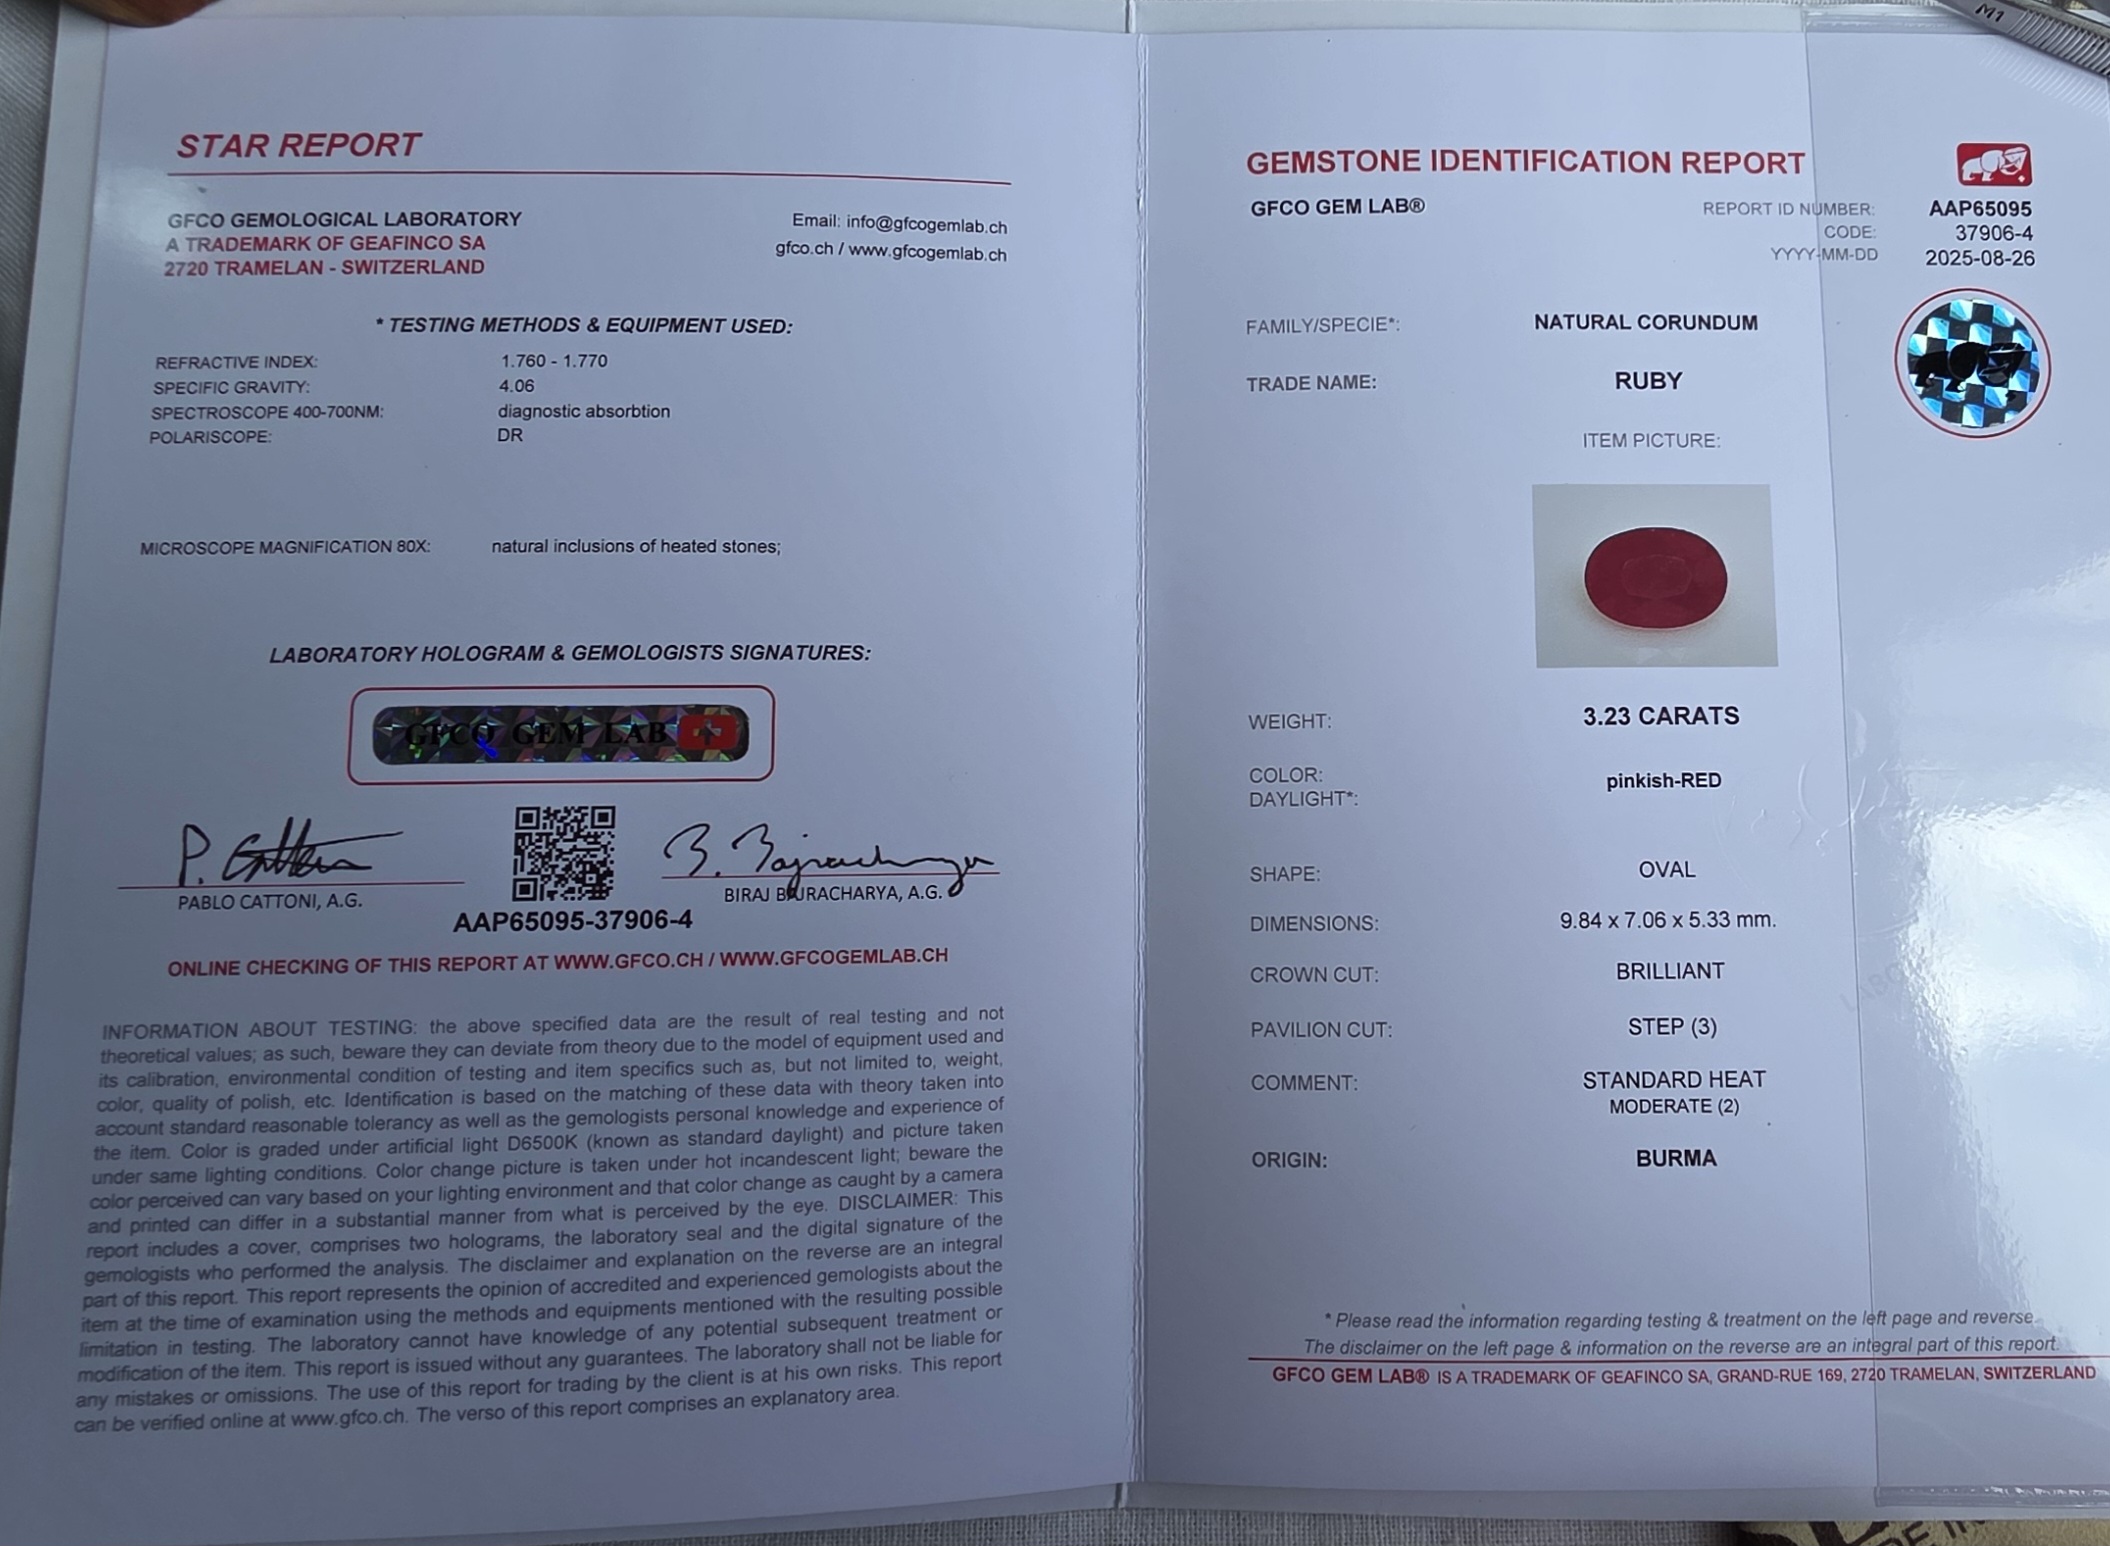 M1
STAR REPORT
GFCO GEMOLOGICAL LABORATORY
A TRADEMARK OF GEAFINCO SA
2720 TRAMELAN - SWITZERLAND
Email: info@gfcogemlab.ch
gfco.ch / www.gfcogemlab.ch
* TESTING METHODS & EQUIPMENT USED:
REFRACTIVE INDEX: 1.760 - 1.770
SPECIFIC GRAVITY: 4.06
SPECTROSCOPE 400-700NM: diagnostic absorbtion
POLARISCOPE: DR
MICROSCOPE MAGNIFICATION 80X: natural inclusions of heated stones;
LABORATORY HOLOGRAM & GEMOLOGISTS SIGNATURES:
GFCO GEM LAB
P. Cattoni
B. Bajracharya
PABLO CATTONI, A.G.
BIRAJ BAJRACHARYA, A.G.
AAP65095-37906-4
ONLINE CHECKING OF THIS REPORT AT WWW.GFCO.CH / WWW.GFCOGEMLAB.CH
INFORMATION ABOUT TESTING: the above specified data are the result of real testing and not
theoretical values; as such, beware they can deviate from theory due to the model of equipment used and
its calibration, environmental condition of testing and item specifics such as, but not limited to, weight,
color, quality of polish, etc. Identification is based on the matching of these data with theory taken into
account standard reasonable tolerancy as well as the gemologists personal knowledge and experience of
the item. Color is graded under artificial light D6500K (known as standard daylight) and picture taken
under same lighting conditions. Color change picture is taken under hot incandescent light; beware the
color perceived can vary based on your lighting environment and that color change as caught by a camera
and printed can differ in a substantial manner from what is perceived by the eye. DISCLAIMER: This
report includes a cover, comprises two holograms, the laboratory seal and the digital signature of the
gemologists who performed the analysis. The disclaimer and explanation on the reverse are an integral
part of this report. This report represents the opinion of accredited and experienced gemologists about the
item at the time of examination using the methods and equipments mentioned with the resulting possible
limitation in testing. The laboratory cannot have knowledge of any potential subsequent treatment or
modification of the item. This report is issued without any guarantees. The laboratory shall not be liable for
any mistakes or omissions. The use of this report for trading by the client is at his own risks. This report
can be verified online at www.gfco.ch. The verso of this report comprises an explanatory area.
GEMSTONE IDENTIFICATION REPORT
GFCO GEM LAB®
REPORT ID NUMBER: AAP65095
CODE: 37906-4
YYYY-MM-DD 2025-08-26
FAMILY/SPECIE*: NATURAL CORUNDUM
TRADE NAME: RUBY
ITEM PICTURE:
WEIGHT: 3.23 CARATS
COLOR:
DAYLIGHT*: pinkish-RED
SHAPE: OVAL
DIMENSIONS: 9.84 x 7.06 x 5.33 mm.
CROWN CUT: BRILLIANT
PAVILION CUT: STEP (3)
COMMENT: STANDARD HEAT
MODERATE (2)
ORIGIN: BURMA
* Please read the information regarding testing & treatment on the left page and reverse.
The disclaimer on the left page & information on the reverse are an integral part of this report.
GFCO GEM LAB® IS A TRADEMARK OF GEAFINCO SA, GRAND-RUE 169, 2720 TRAMELAN, SWITZERLAND